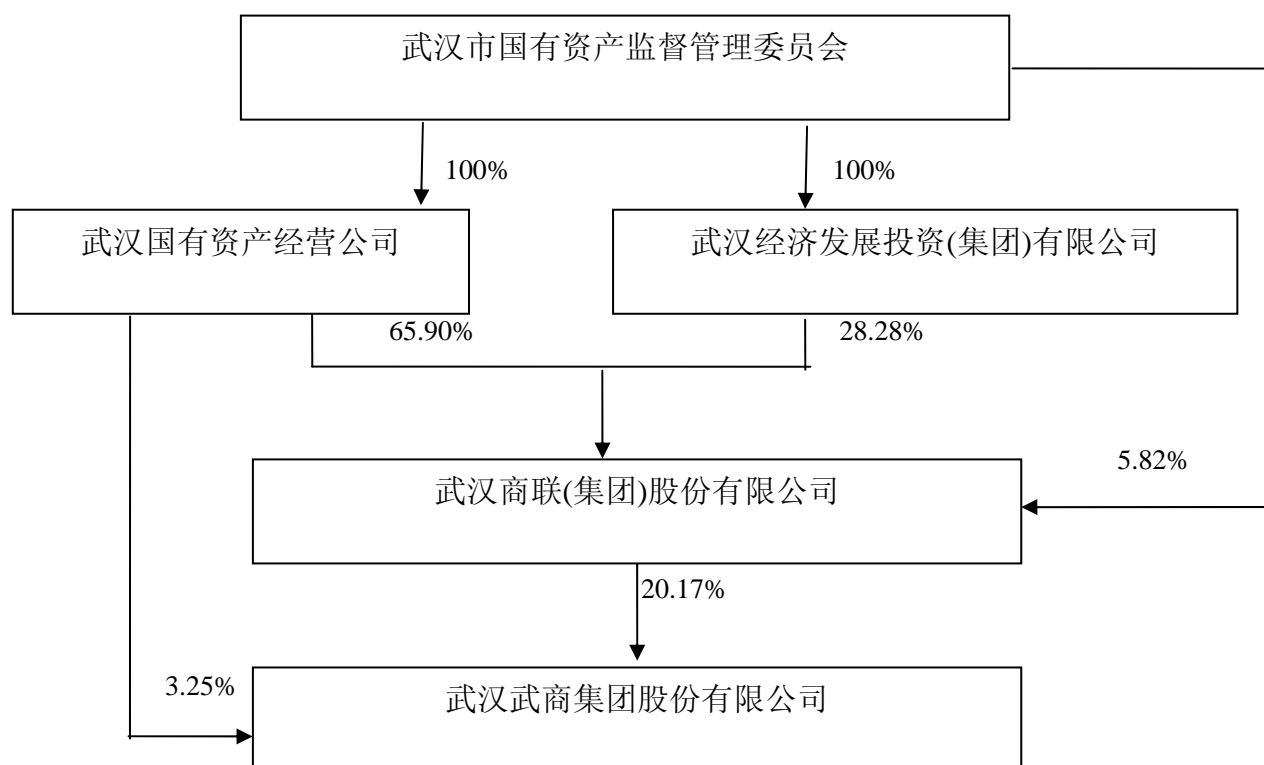 武汉市国有资产监督管理委员会
100%
100%
武汉国有资产经营公司
武汉经济发展投资(集团)有限公司
65.90%
28.28%
5.82%
武汉商联(集团)股份有限公司
20.17%
3.25%
武汉武商集团股份有限公司